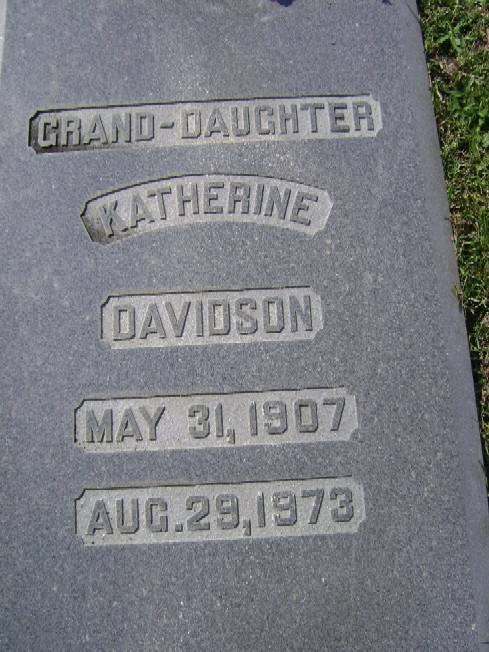 GRAND-DAUGHTER
KATHERINE
DAVIDSON
MAY 31, 1907
AUG. 29, 1973